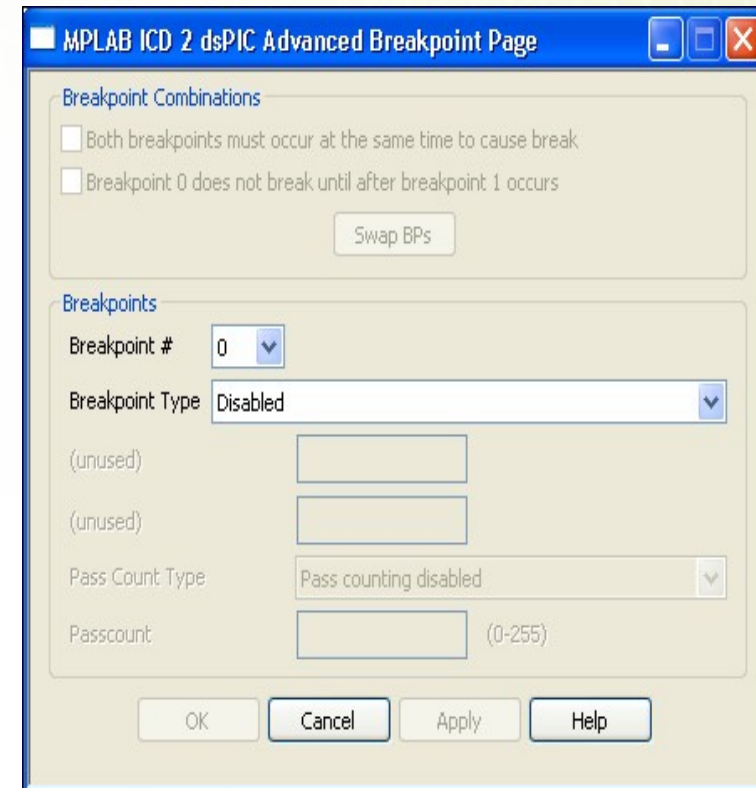 MPLAB ICD 2 dsPIC Advanced Breakpoint Page
Breakpoint Combinations
Both breakpoints must occur at the same time to cause break
Breakpoint 0 does not break until after breakpoint 1 occurs
Swap BPs
Breakpoints
Breakpoint # 0
Breakpoint Type Disabled
(unused)
(unused)
Pass Count Type Pass counting disabled
Passcount (0-255)
OK Cancel Apply Help